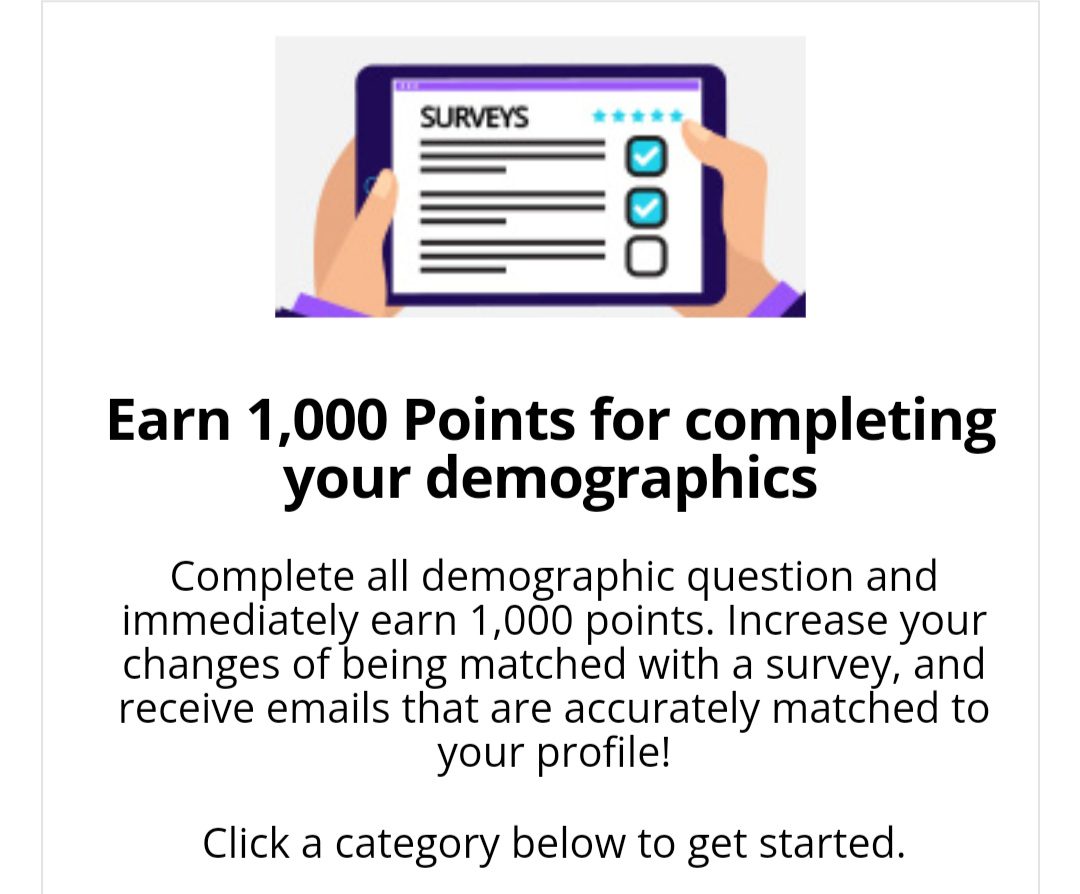 SURVEYS
Earn 1,000 Points for completing
your demographics
Complete all demographic question and
immediately earn 1,000 points. Increase your
changes of being matched with a survey, and
receive emails that are accurately matched to
your profile!
Click a category below to get started.